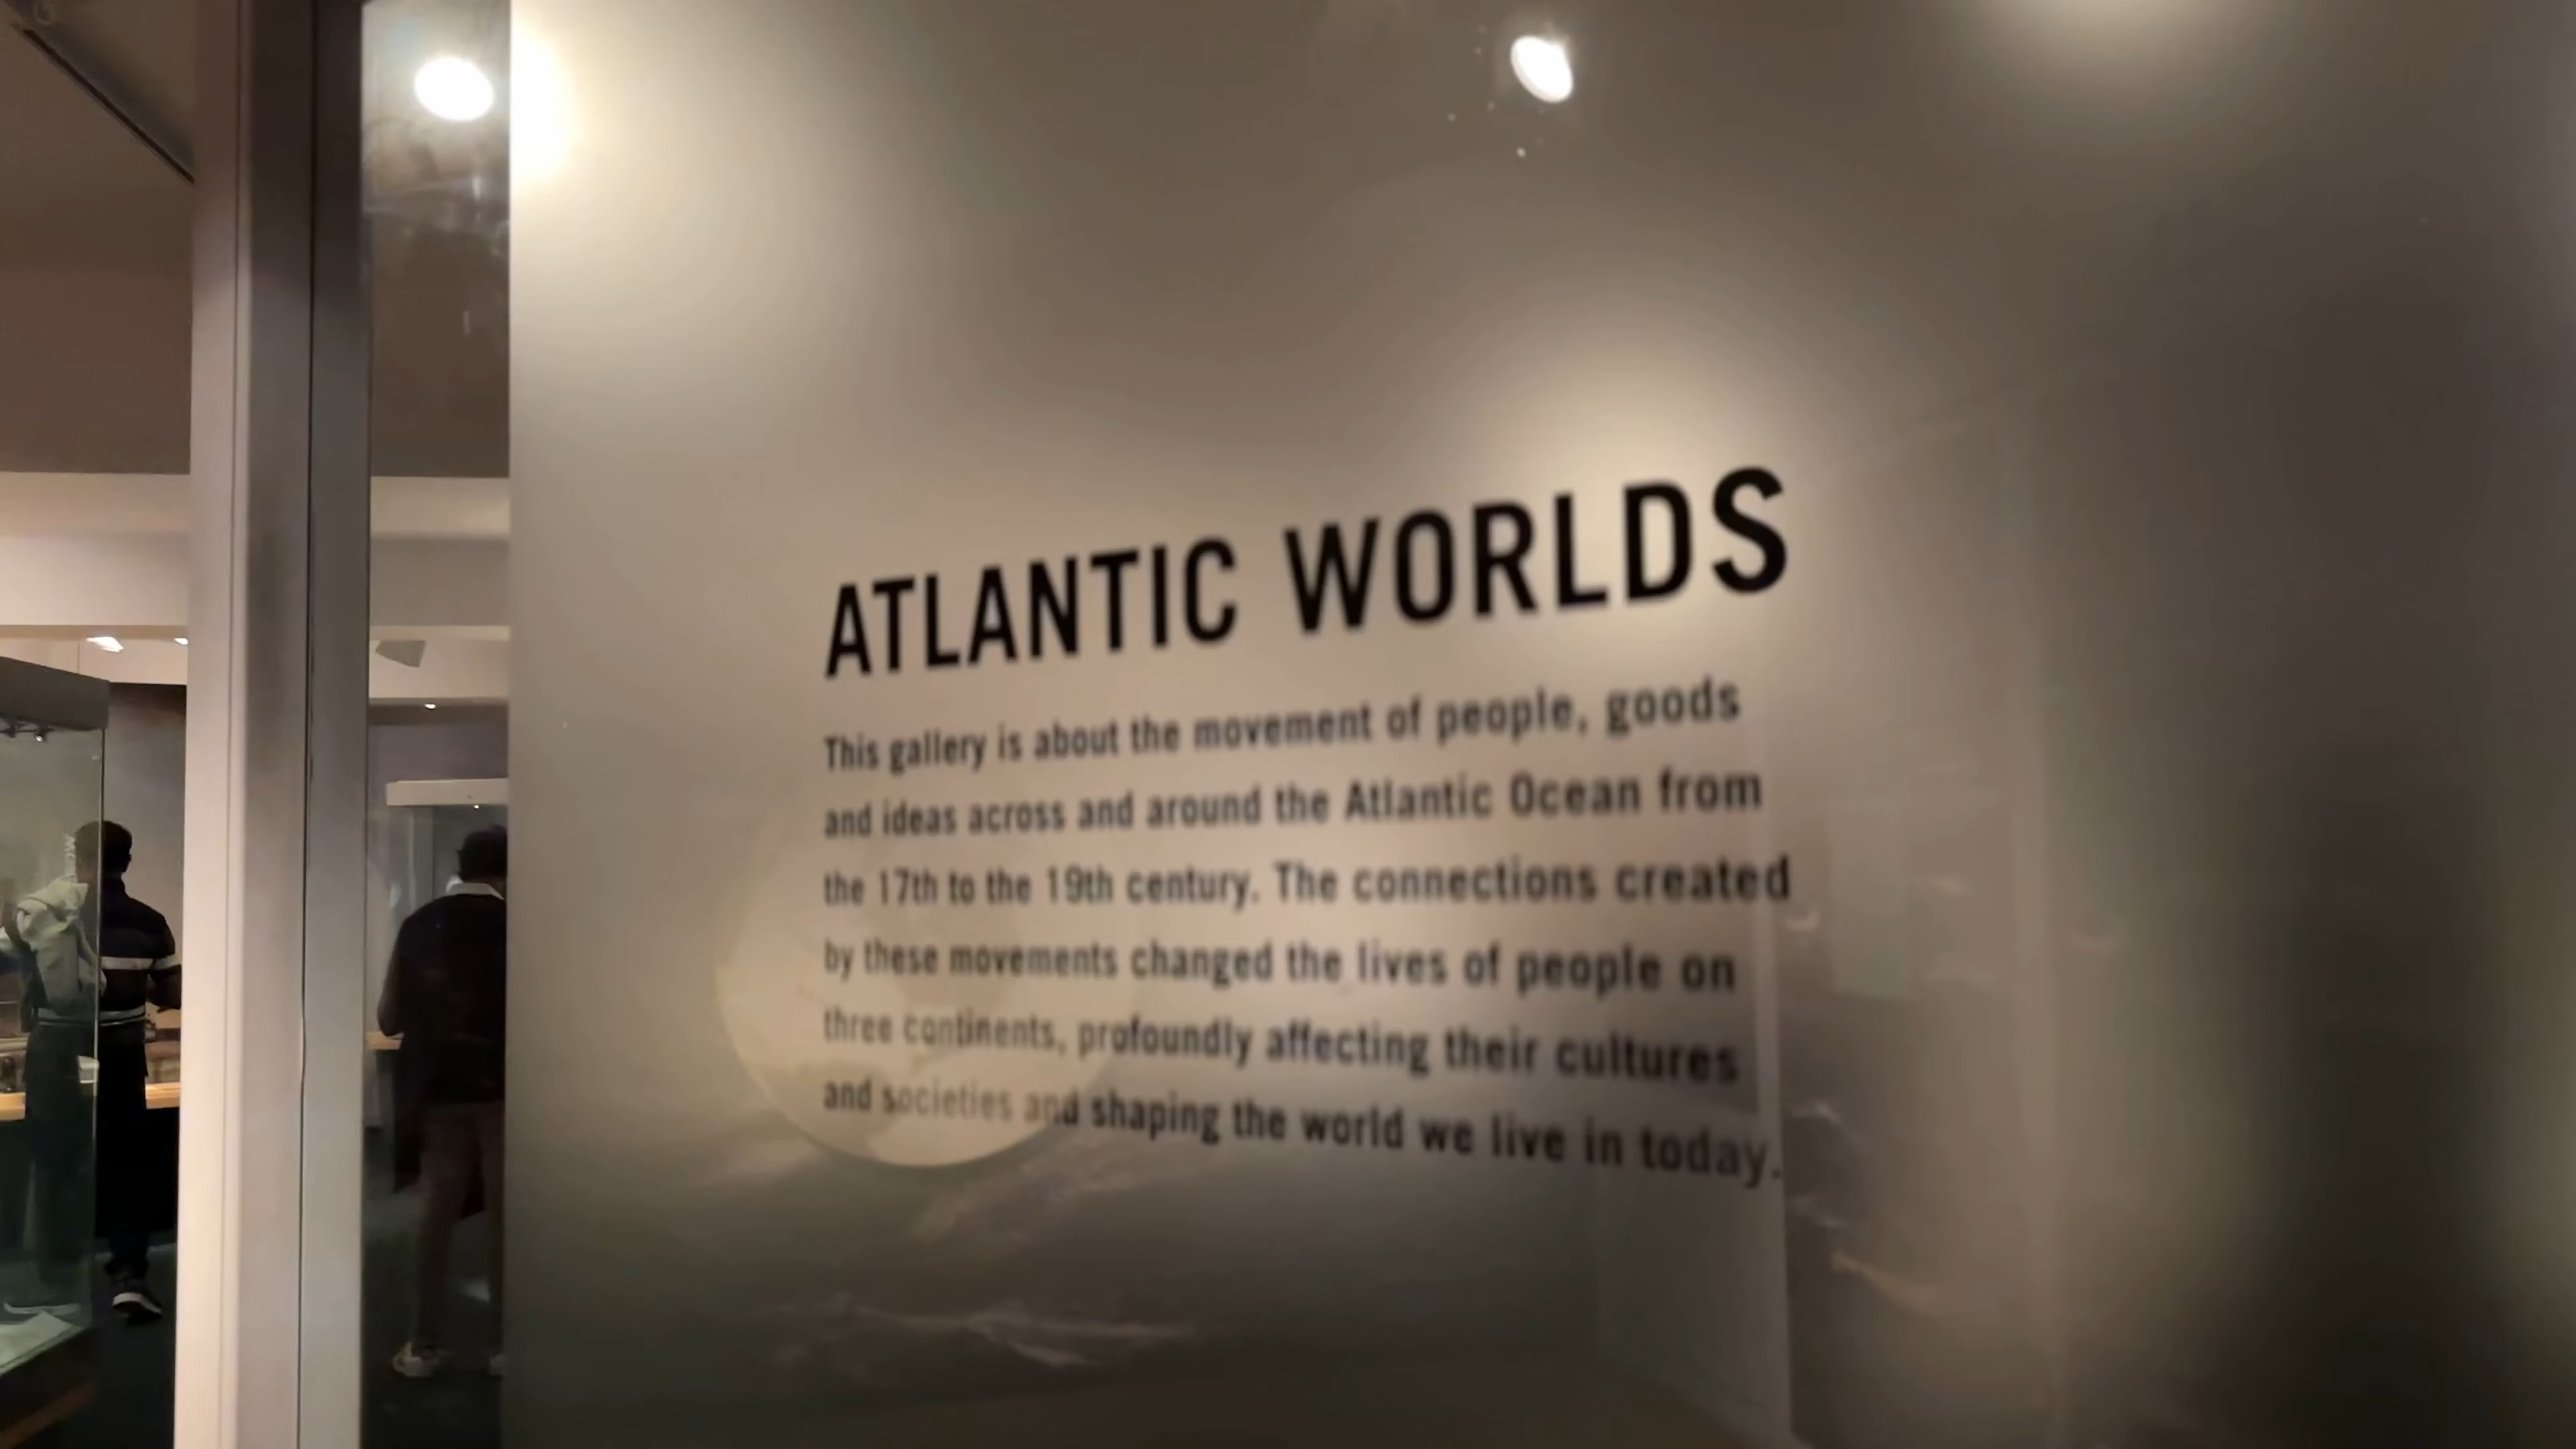 ATLANTIC WORLDS
This gallery is about the movement of people, goods
and ideas across and around the Atlantic Ocean from
the 17th to the 19th century. The connections created
by these movements changed the lives of people on
three continents, profoundly affecting their cultures
and societies and shaping the world we live in today.